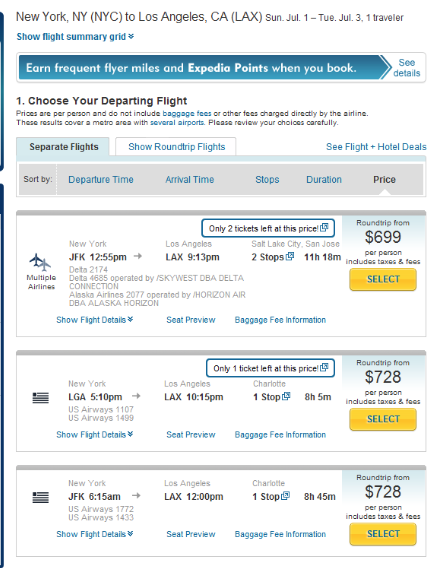 New York, NY (NYC) to Los Angeles, CA (LAX) Sun. Jul. 1 – Tue. Jul. 3, 1 traveler
Show flight summary grid
Earn frequent flyer miles and Expedia Points when you book.
See details
1. Choose Your Departing Flight
Prices are per person and do not include baggage fees or other fees charged directly by the airline.
These results cover a metro area with several airports. Please review your choices carefully.
Separate Flights
Show Roundtrip Flights
See Flight + Hotel Deals
Sort by: Departure Time Arrival Time Stops Duration Price
Only 2 tickets left at this price!
Roundtrip from
$699
per person
includes taxes & fees
SELECT
Multiple Airlines
New York Los Angeles Salt Lake City, San Jose
JFK 12:55pm → LAX 9:13pm 2 Stops 11h 18m
Delta 2174
Delta 4685 operated by /SKYWEST DBA DELTA
CONNECTION
Alaska Airlines 2077 operated by /HORIZON AIR
DBA ALASKA HORIZON
Show Flight Details Seat Preview Baggage Fee Information
Only 1 ticket left at this price!
Roundtrip from
$728
per person
includes taxes & fees
SELECT
New York Los Angeles Charlotte
LGA 5:10pm → LAX 10:15pm 1 Stop 8h 5m
US Airways 1107
US Airways 1499
Show Flight Details Seat Preview Baggage Fee Information
Roundtrip from
$728
per person
includes taxes & fees
SELECT
New York Los Angeles Charlotte
JFK 6:15am → LAX 12:00pm 1 Stop 8h 45m
US Airways 1772
US Airways 1433
Show Flight Details Seat Preview Baggage Fee Information